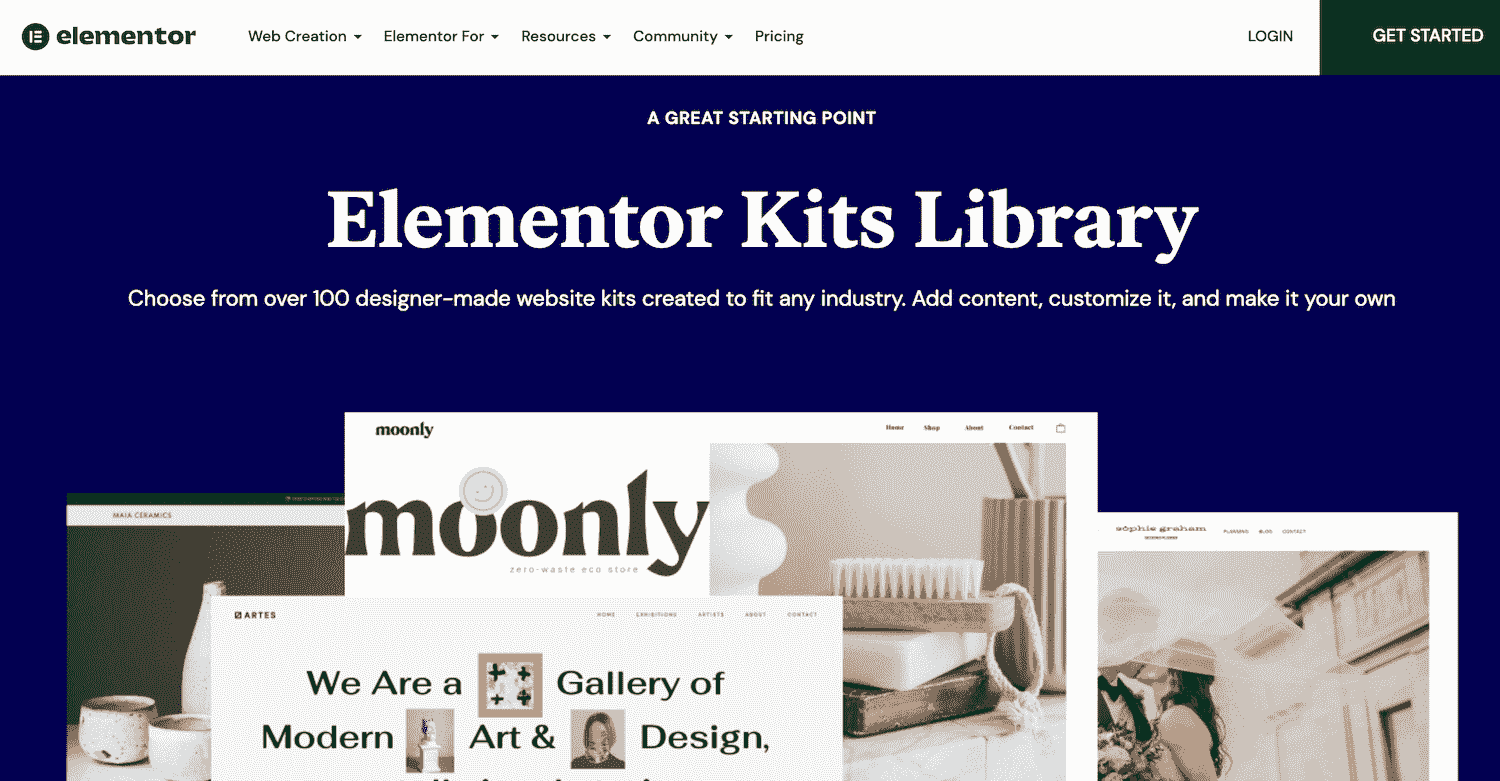 elementor
Web Creation
Elementor For
Resources
Community
Pricing
LOGIN
GET STARTED
A GREAT STARTING POINT
Elementor Kits Library
Choose from over 100 designer-made website kits created to fit any industry. Add content, customize it, and make it your own
moonly
Home
Shop
About
Contact
moonly
zero-waste eco store
MAIA CERAMICS
sophie graham
PLANNING
BLOG
CONTACT
ARTES
HOME
EXHIBITIONS
ARTISTS
ABOUT
CONTACT
We Are a Gallery of
Modern Art & Design,